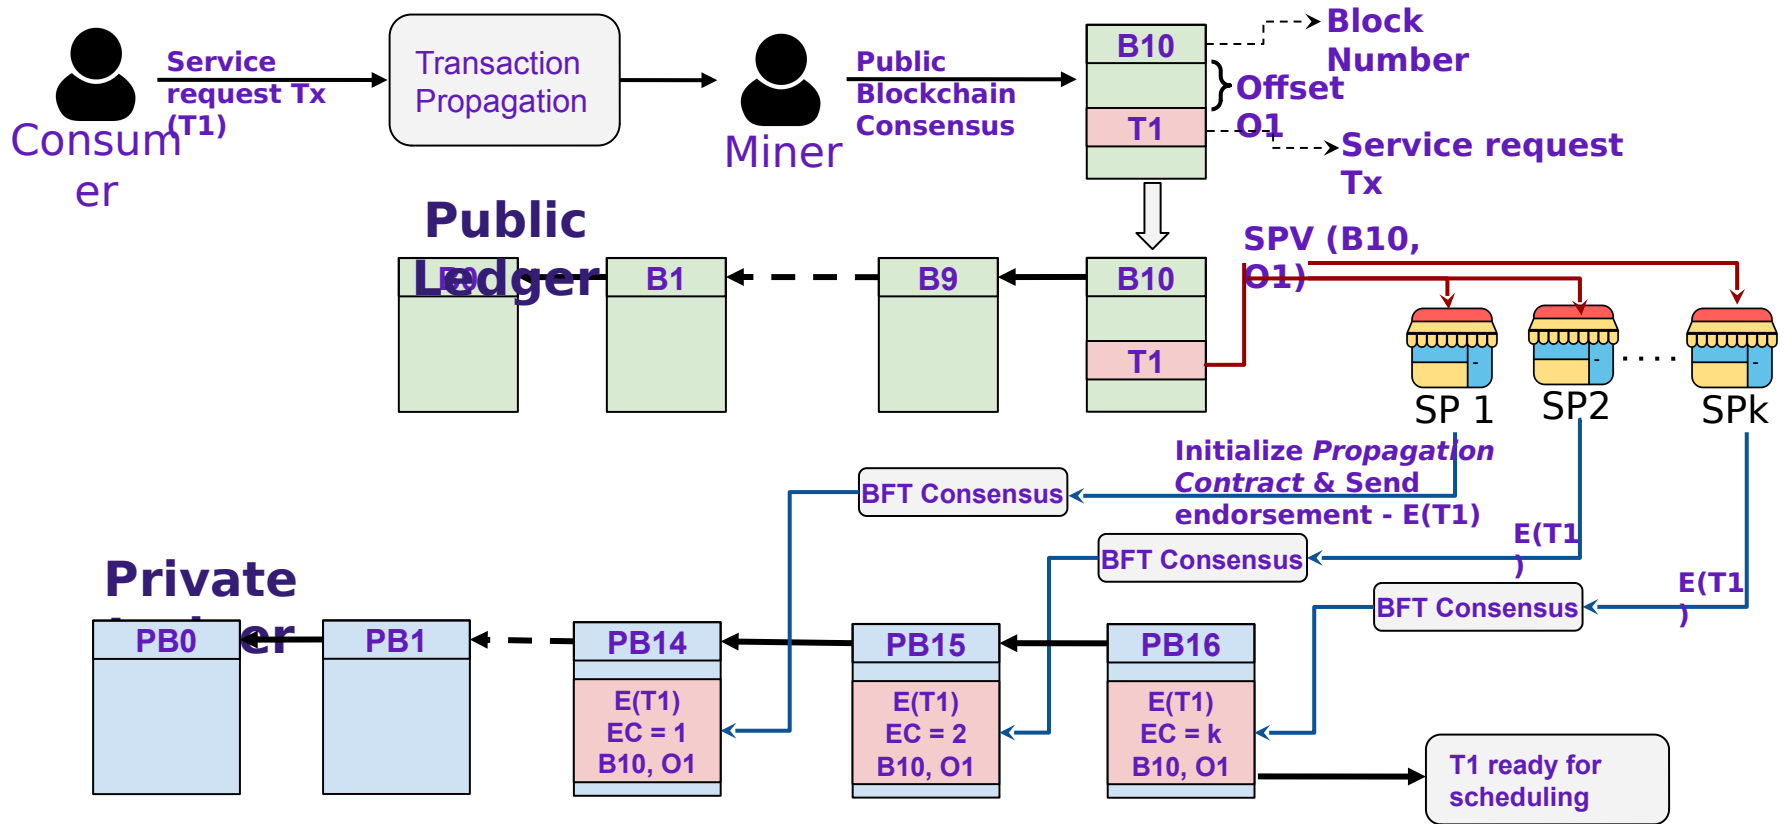 Service
request Tx
(T1)
Consum
er
Transaction
Propagation
Miner
Public
Blockchain
Consensus
B10
T1
Block
Number
Offset
O1
Service request
Tx
Public
Ledger
B0
B1
B9
B10
T1
SPV (B10,
O1)
....
SP 1
SP2
SPk
Initialize Propagation
Contract & Send
endorsement - E(T1)
BFT Consensus
E(T1
)
BFT Consensus
E(T1
)
BFT Consensus
Private
PB0
PB1
PB14
E(T1)
EC = 1
B10, O1
PB15
E(T1)
EC = 2
B10, O1
PB16
E(T1)
EC = k
B10, O1
T1 ready for
scheduling